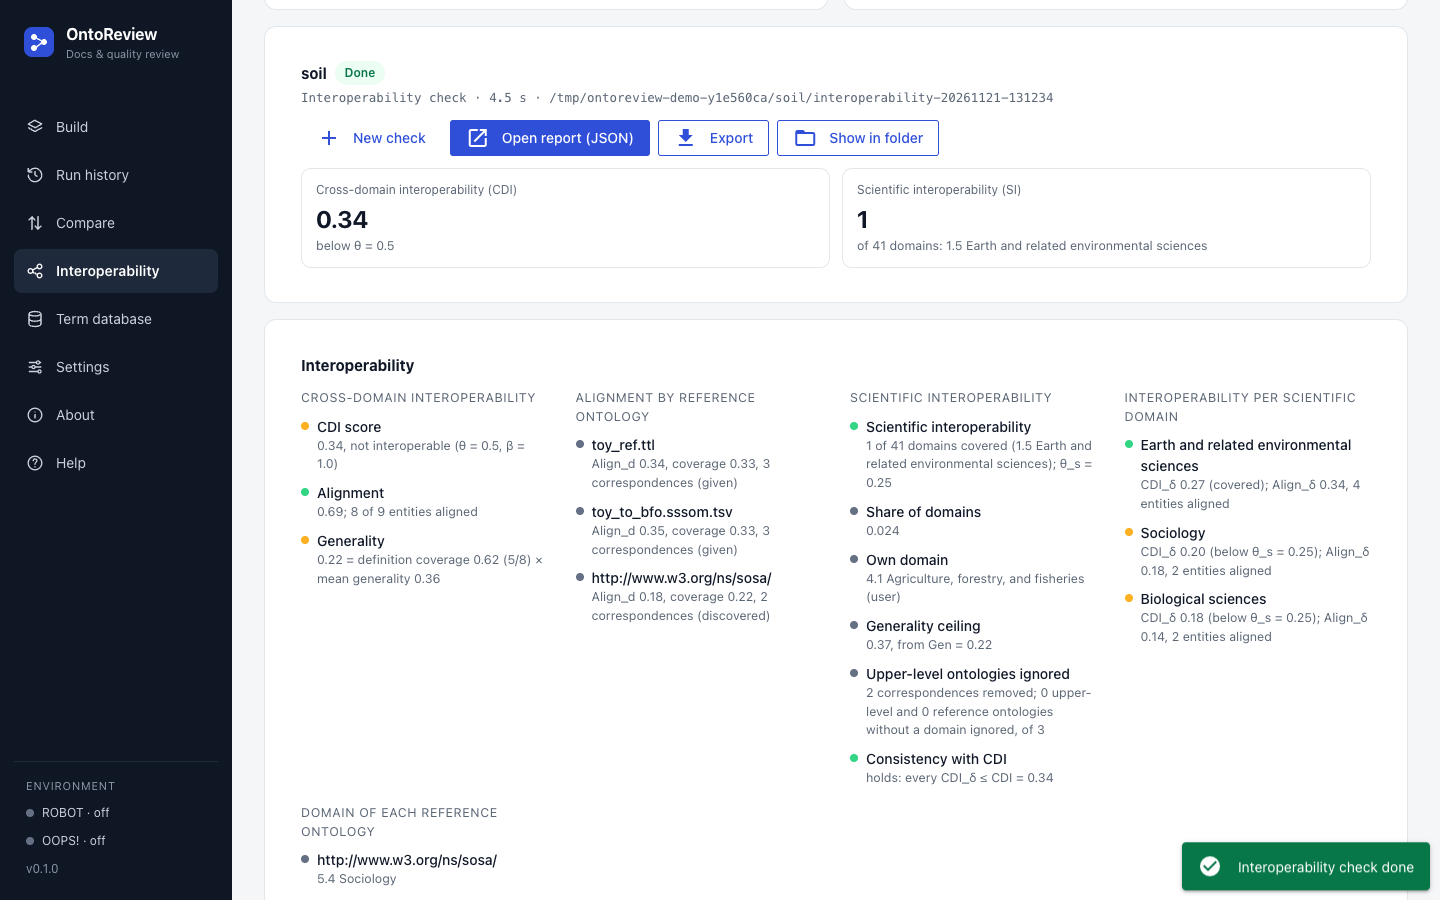 OntoReview
Docs & quality review
Build
Run history
Compare
Interoperability
Term database
Settings
About
Help
ENVIRONMENT
ROBOT · off
OOPS! · off
v0.1.0
soil Done
Interoperability check · 4.5 s · /tmp/ontoreview-demo-y1e560ca/soil/interoperability-20261121-131234
New check
Open report (JSON)
Export
Show in folder
Cross-domain interoperability (CDI)
0.34
below θ = 0.5
Scientific interoperability (SI)
1
of 41 domains: 1.5 Earth and related environmental sciences
Interoperability
CROSS-DOMAIN INTEROPERABILITY
CDI score
0.34, not interoperable (θ = 0.5, β =
1.0)
Alignment
0.69; 8 of 9 entities aligned
Generality
0.22 = definition coverage 0.62 (5/8) ×
mean generality 0.36
ALIGNMENT BY REFERENCE
ONTOLOGY
toy_ref.ttl
Align_d 0.34, coverage 0.33, 3
correspondences (given)
toy_to_bfo.sssom.tsv
Align_d 0.35, coverage 0.33, 3
correspondences (given)
http://www.w3.org/ns/sosa/
Align_d 0.18, coverage 0.22, 2
correspondences (discovered)
SCIENTIFIC INTEROPERABILITY
Scientific interoperability
1 of 41 domains covered (1.5 Earth and
related environmental sciences); θ_s =
0.25
Share of domains
0.024
Own domain
4.1 Agriculture, forestry, and fisheries
(user)
Generality ceiling
0.37, from Gen = 0.22
Upper-level ontologies ignored
2 correspondences removed; 0 upper-
level and 0 reference ontologies
without a domain ignored, of 3
Consistency with CDI
holds: every CDI_δ ≤ CDI = 0.34
INTEROPERABILITY PER SCIENTIFIC
DOMAIN
Earth and related environmental
sciences
CDI_δ 0.27 (covered); Align_δ 0.34, 4
entities aligned
Sociology
CDI_δ 0.20 (below θ_s = 0.25); Align_δ
0.18, 2 entities aligned
Biological sciences
CDI_δ 0.18 (below θ_s = 0.25); Align_δ
0.14, 2 entities aligned
DOMAIN OF EACH REFERENCE
ONTOLOGY
http://www.w3.org/ns/sosa/
5.4 Sociology
Interoperability check done